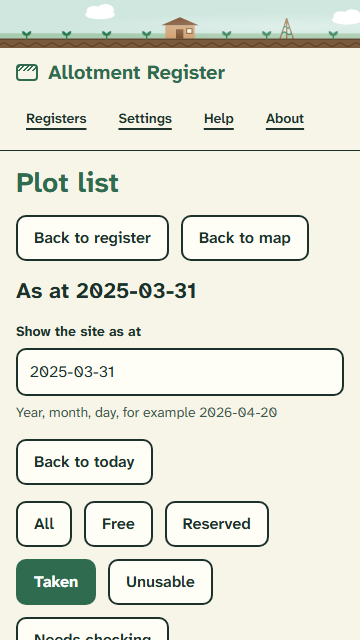 Allotment Register
Registers Settings Help About
Plot list
Back to register Back to map
As at 2025-03-31
Show the site as at
2025-03-31
Year, month, day, for example 2026-04-20
Back to today
All Free Reserved
Taken Unusable
Needs checking